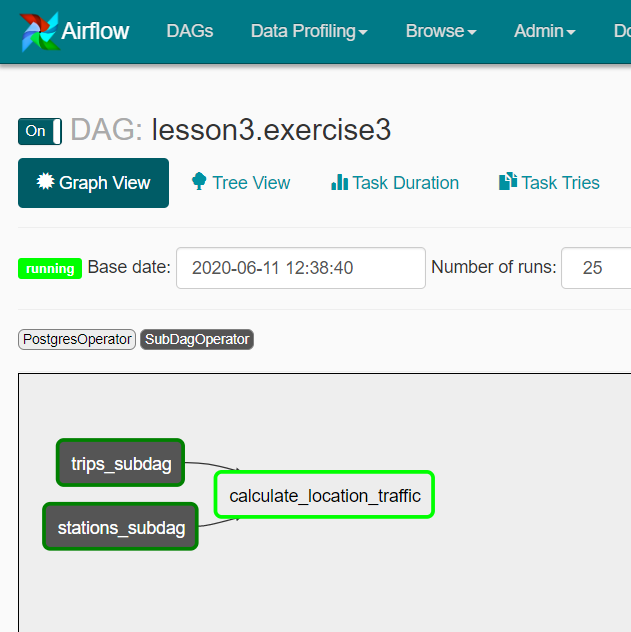 Airflow DAGs Data Profiling Browse Admin Do
On DAG: lesson3.exercise3
Graph View Tree View Task Duration Task Tries
running Base date: 2020-06-11 12:38:40 Number of runs: 25
PostgresOperator SubDagOperator
trips_subdag
calculate_location_traffic
stations_subdag